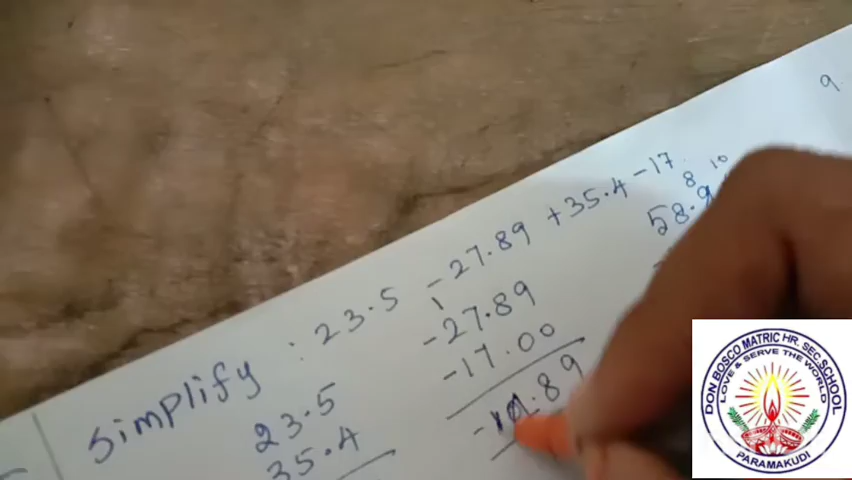 9.
Simplify : 23.5 - 27.89 + 35.4 - 17
23.5
35.4
1
-27.89
-17.00
.89
8 10
58.9
DON BOSCO MATRIC HR. SEC. SCHOOL
LOVE & SERVE THE WORLD
PARAMAKUDI